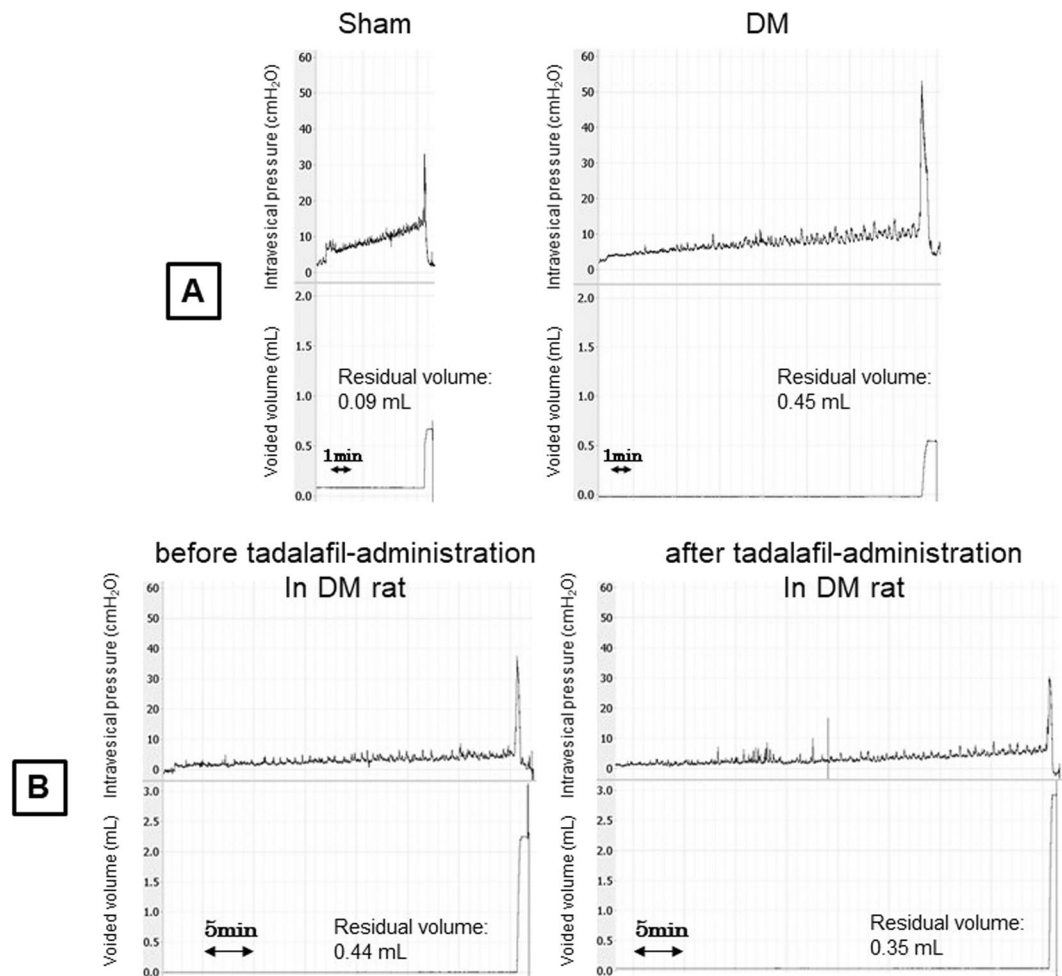 Sham
DM
A
Intravesical pressure (cmH₂O)
60
50
40
30
20
10
0
Voided volume (mL)
2.0
1.5
1.0
0.5
0.0
Residual volume:
0.09 mL
1min
Intravesical pressure (cmH₂O)
60
50
40
30
20
10
0
Voided volume (mL)
2.0
1.5
1.0
0.5
0.0
Residual volume:
0.45 mL
1min
B
before tadalafil-administration
In DM rat
Intravesical pressure (cmH₂O)
60
50
40
30
20
10
0
Voided volume (mL)
3.0
2.5
2.0
1.5
1.0
0.5
0.0
5min
Residual volume:
0.44 mL
after tadalafil-administration
In DM rat
Intravesical pressure (cmH₂O)
60
50
40
30
20
10
0
Voided volume (mL)
3.0
2.5
2.0
1.5
1.0
0.5
0.0
5min
Residual volume:
0.35 mL